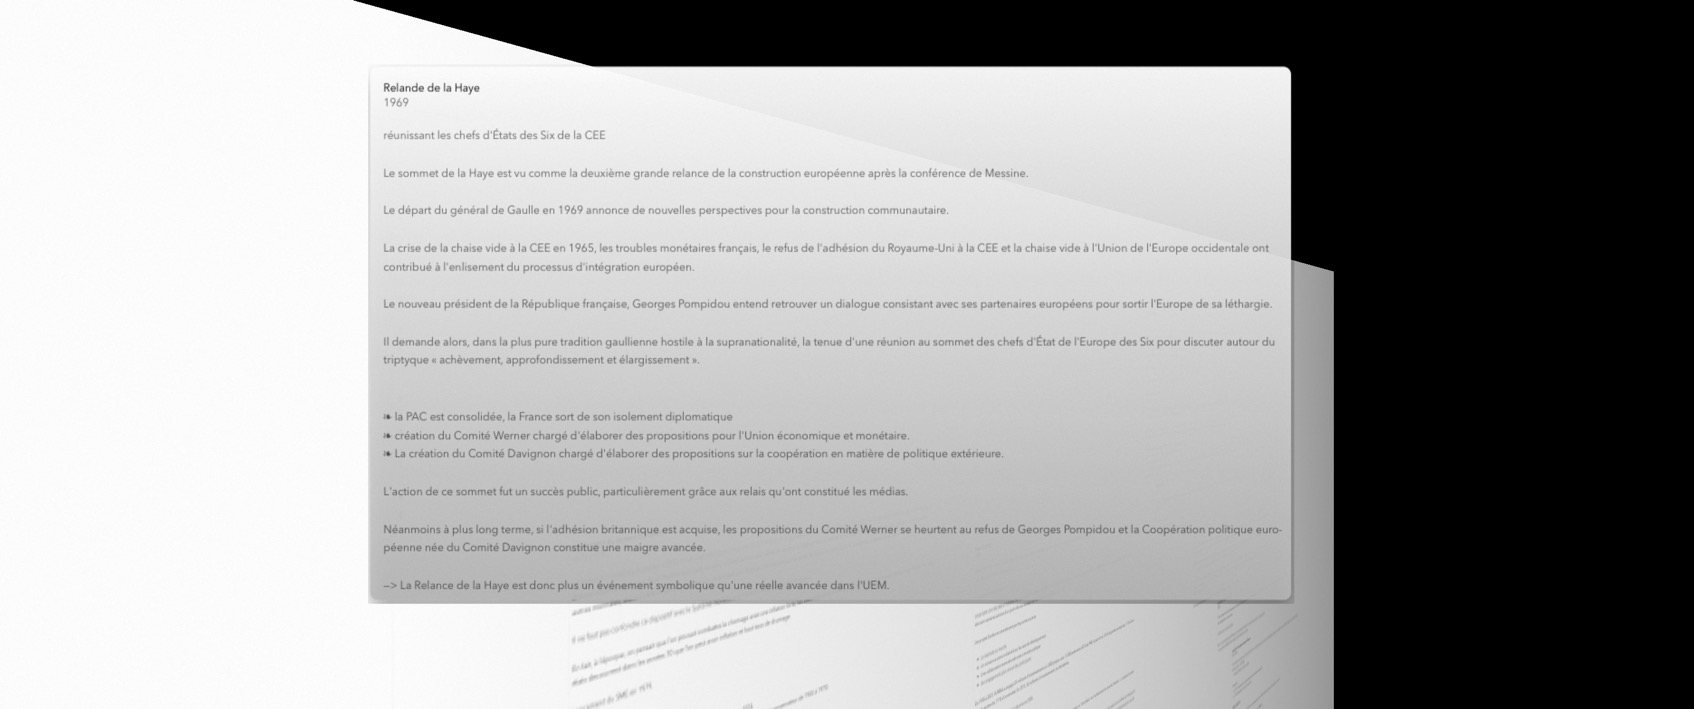 Relande de la Haye
1969
réunissant les chefs d'États des Six de la CEE
Le sommet de la Haye est vu comme la deuxième grande relance de la construction européenne après la conférence de Messine.
Le départ du général de Gaulle en 1969 annonce de nouvelles perspectives pour la construction communautaire.
La crise de la chaise vide à la CEE en 1965, les troubles monétaires français, le refus de l'adhésion du Royaume-Uni à la CEE et la chaise vide à l'Union de l'Europe occidentale ont
contribué à l'enlisement du processus d'intégration européen.
Le nouveau président de la République française, Georges Pompidou entend retrouver un dialogue consistant avec ses partenaires européens pour sortir l'Europe de sa léthargie.
Il demande alors, dans la plus pure tradition gaullienne hostile à la supranationalité, la tenue d'une réunion au sommet des chefs d'État de l'Europe des Six pour discuter autour du
triptyque « achèvement, approfondissement et élargissement ».
❧ la PAC est consolidée, la France sort de son isolement diplomatique
❧ création du Comité Werner chargé d'élaborer des propositions pour l'Union économique et monétaire.
❧ La création du Comité Davignon chargé d'élaborer des propositions sur la coopération en matière de politique extérieure.
L'action de ce sommet fut un succès public, particulièrement grâce aux relais qu'ont constitué les médias.
Néanmoins à plus long terme, si l'adhésion britannique est acquise, les propositions du Comité Werner se heurtent au refus de Georges Pompidou et la Coopération politique euro-
péenne née du Comité Davignon constitue une maigre avancée.
—> La Relance de la Haye est donc plus un événement symbolique qu'une réelle avancée dans l'UEM.
Il ne faut pas confondre ce